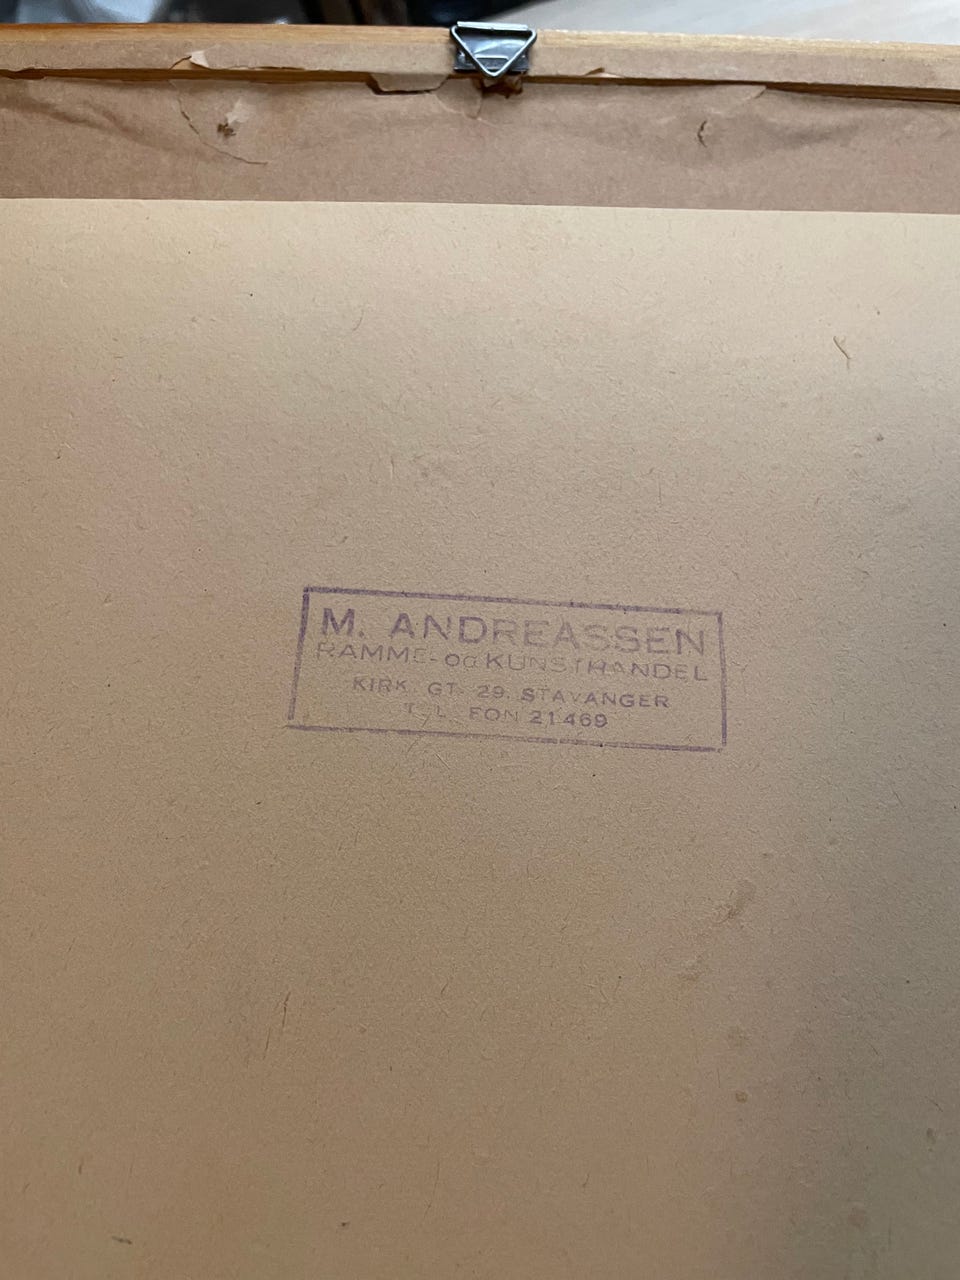 M. ANDREASSEN
RAMME- OG KUNSTHANDEL
KIRK. GT. 29. STAVANGER
TELEFON 21469